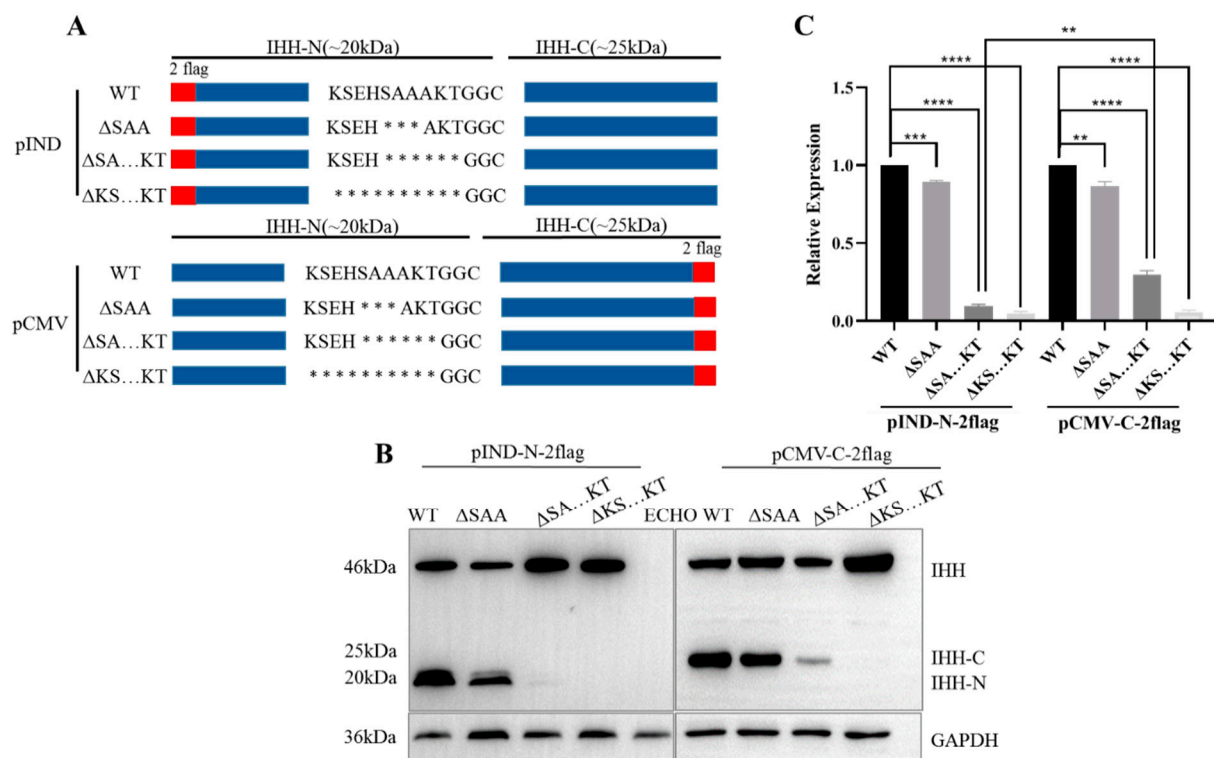 A
IHH-N(~20kDa) IHH-C(~25kDa)
2 flag
pIND
WT KSEHSAAAKTGGC
ΔSAA KSEH***AKTGGC
ΔSA…KT KSEH******GGC
ΔKS…KT **********GGC
IHH-N(~20kDa) IHH-C(~25kDa)
2 flag
pCMV
WT KSEHSAAAKTGGC
ΔSAA KSEH***AKTGGC
ΔSA…KT KSEH******GGC
ΔKS…KT **********GGC
C
**
**** ****
**** ****
*** **
Relative Expression
1.5
1.0
0.5
0.0
WT ΔSAA ΔSA…KT ΔKS…KT WT ΔSAA ΔSA…KT ΔKS…KT
pIND-N-2flag pCMV-C-2flag
B
pIND-N-2flag pCMV-C-2flag
WT ΔSAA ΔSA…KT ΔKS…KT ECHO WT ΔSAA ΔSA…KT ΔKS…KT
46kDa IHH
25kDa IHH-C
20kDa IHH-N
36kDa GAPDH